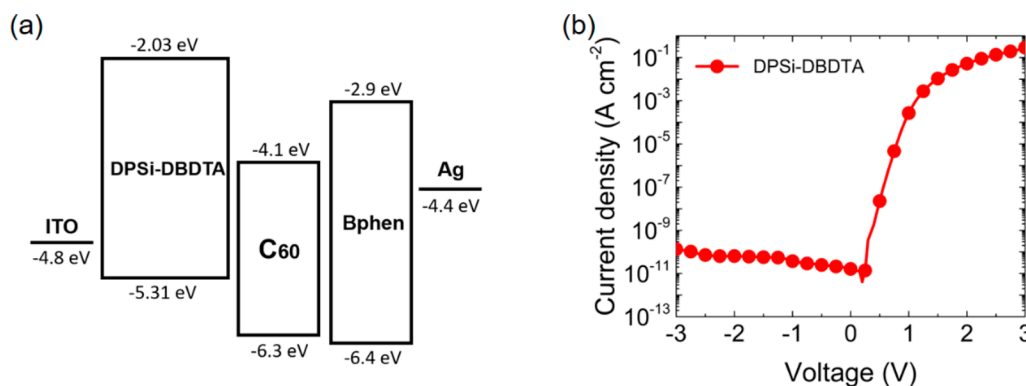 (a)
-2.03 eV
DPSi-DBDTA
-5.31 eV
ITO
-4.8 eV
-4.1 eV
C60
-6.3 eV
-2.9 eV
Bphen
-6.4 eV
Ag
-4.4 eV
(b)
DPSi-DBDTA
Current density (A cm-2)
10-1
10-3
10-5
10-7
10-9
10-11
10-13
-3 -2 -1 0 1 2 3
Voltage (V)